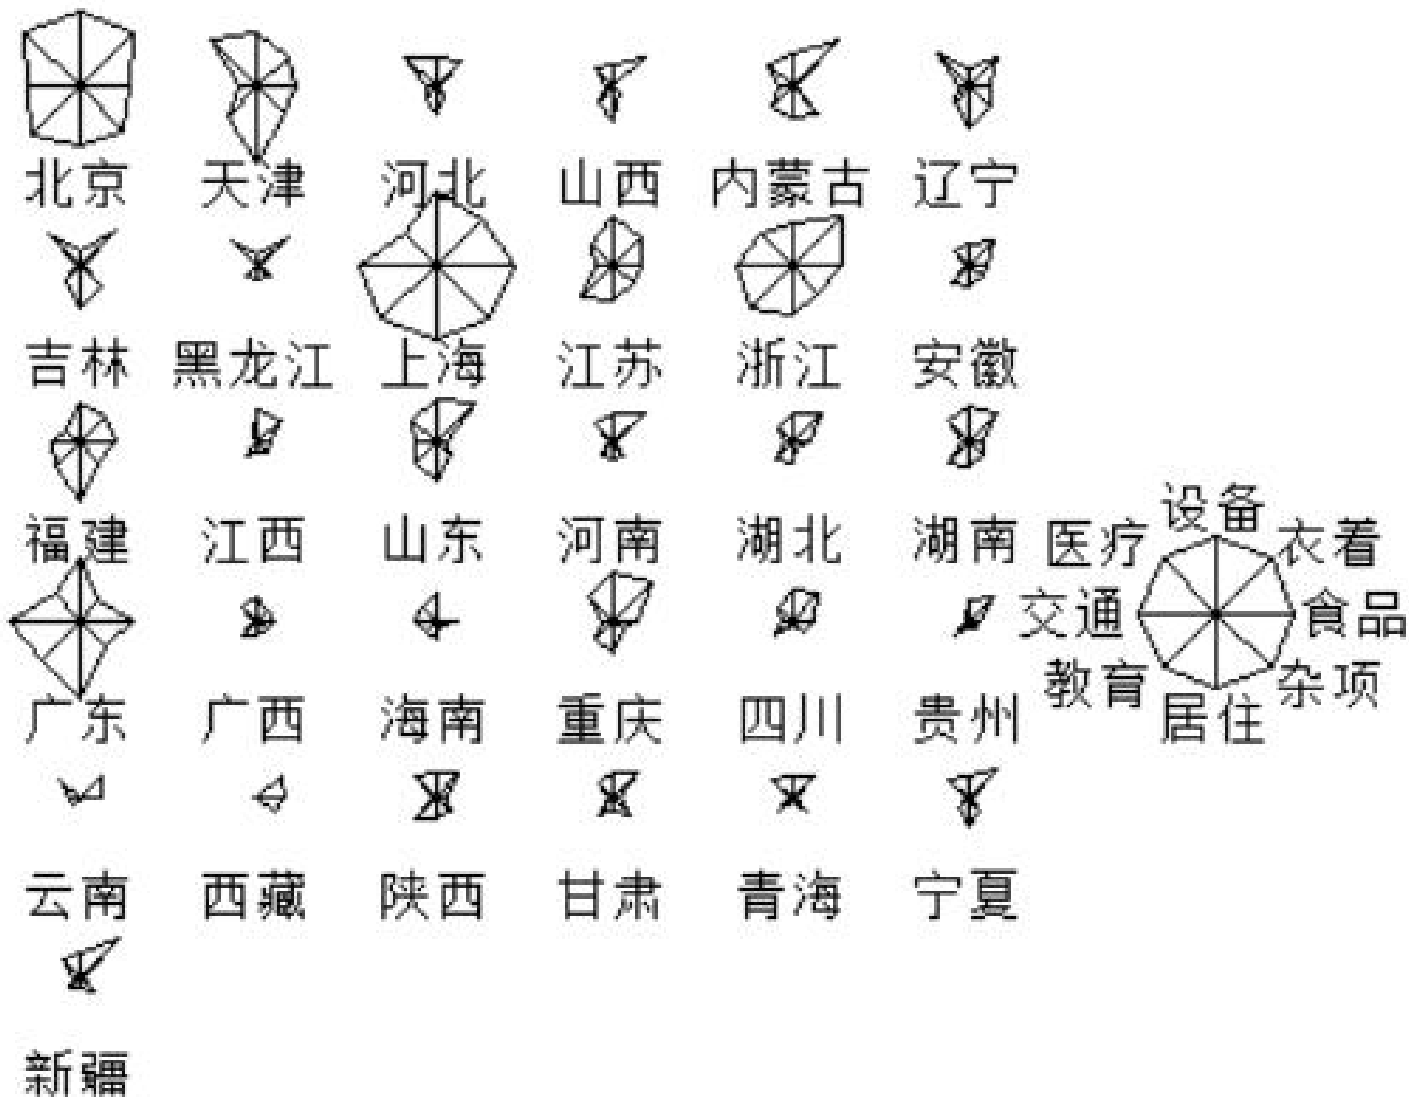 北京 天津 河北 山西 内蒙古 辽宁
吉林 黑龙江 上海 江苏 浙江 安徽
福建 江西 山东 河南 湖北 湖南
广东 广西 海南 重庆 四川 贵州
云南 西藏 陕西 甘肃 青海 宁夏
新疆
设备
医疗 衣着
交通 食品
教育 杂项
居住